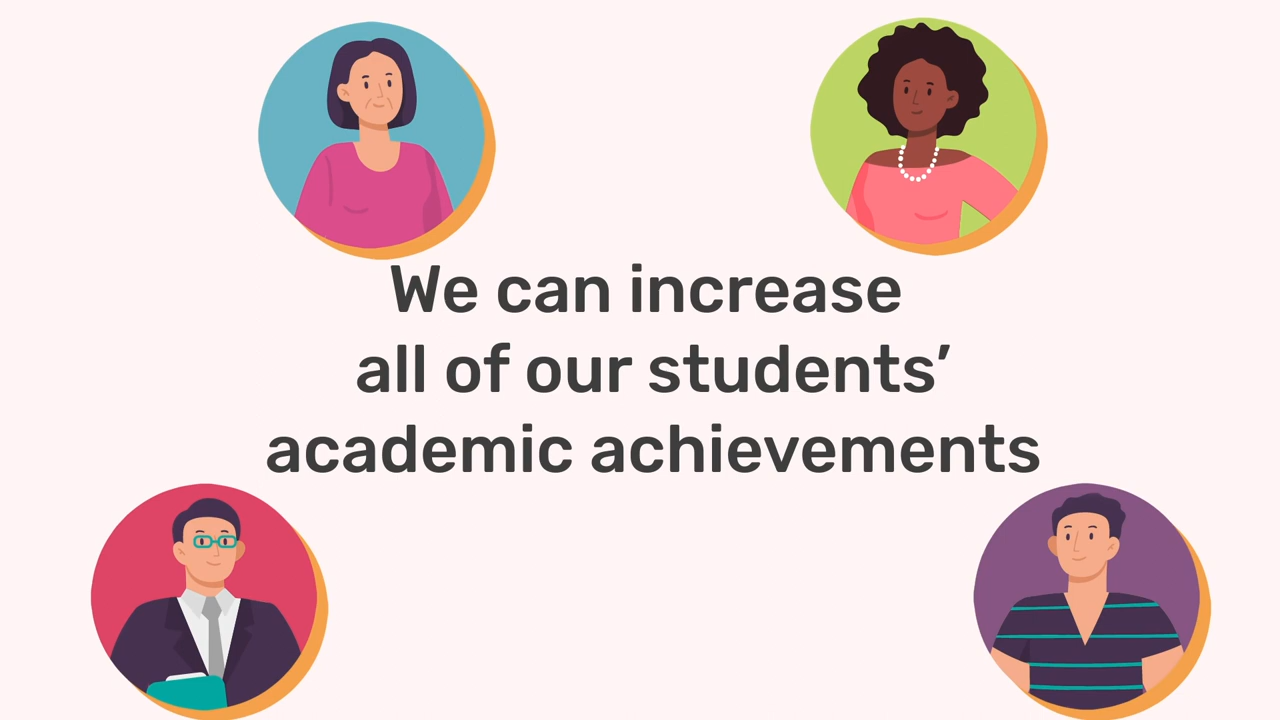 We can increase
all of our students’
academic achievements